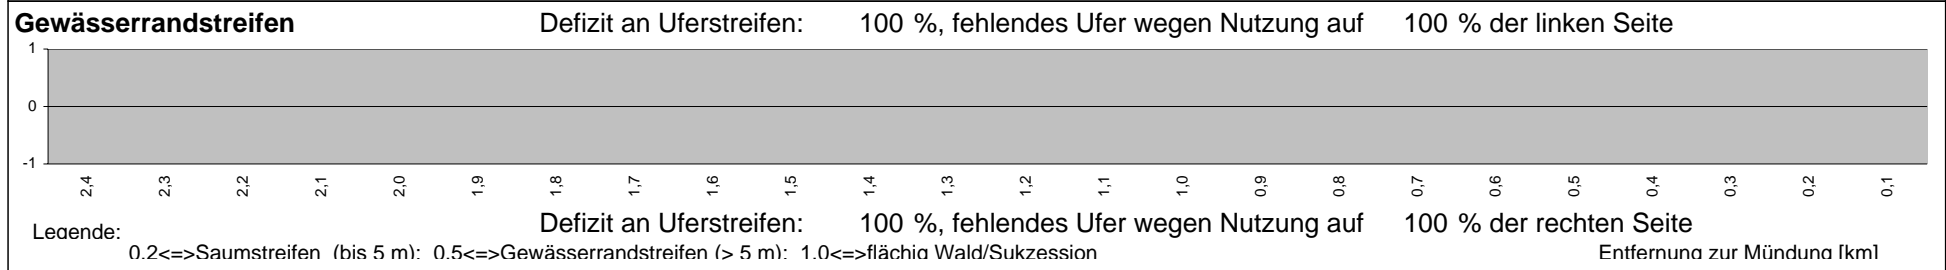 Gewässerrandstreifen Defizit an Uferstreifen: 100 %, fehlendes Ufer wegen Nutzung auf 100 % der linken Seite
1
0
-1
2,4 2,3 2,2 2,1 2,0 1,9 1,8 1,7 1,6 1,5 1,4 1,3 1,2 1,1 1,0 0,9 0,8 0,7 0,6 0,5 0,4 0,3 0,2 0,1
Defizit an Uferstreifen: 100 %, fehlendes Ufer wegen Nutzung auf 100 % der rechten Seite
Legende:
0.2<=>Saumstreifen (bis 5 m); 0.5<=>Gewässerrandstreifen (> 5 m); 1.0<=>flächig Wald/Sukzession Entfernung zur Mündung [km]